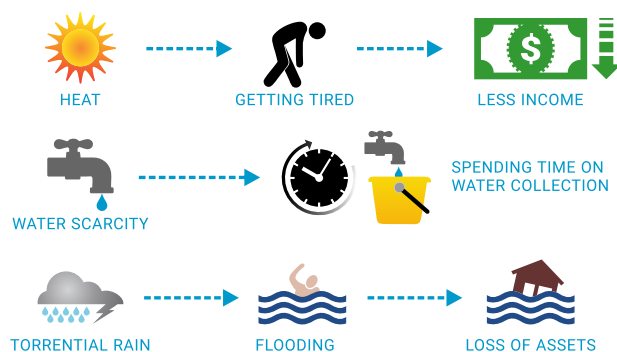 HEAT
GETTING TIRED
$
LESS INCOME
WATER SCARCITY
SPENDING TIME ON
WATER COLLECTION
TORRENTIAL RAIN
FLOODING
LOSS OF ASSETS